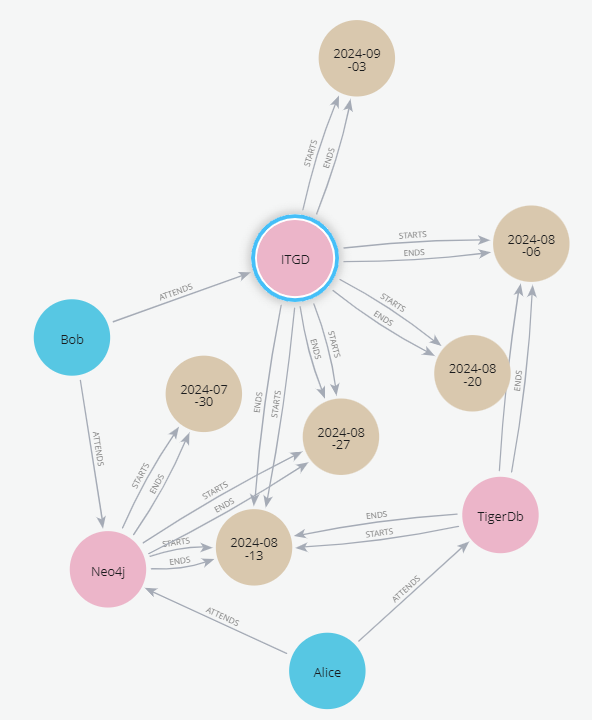 2024-09
-03
STARTS
ENDS
2024-08
-06
STARTS
ENDS
ITGD
ATTENDS
STARTS
ENDS
Bob
ENDS
STARTS
2024-08
-20
ENDS
2024-07
-30
ENDS
STARTS
2024-08
-27
ATTENDS
STARTS
ENDS
STARTS
ENDS
ENDS
STARTS
TigerDb
2024-08
-13
STARTS
ENDS
Neo4j
ATTENDS
ATTENDS
Alice